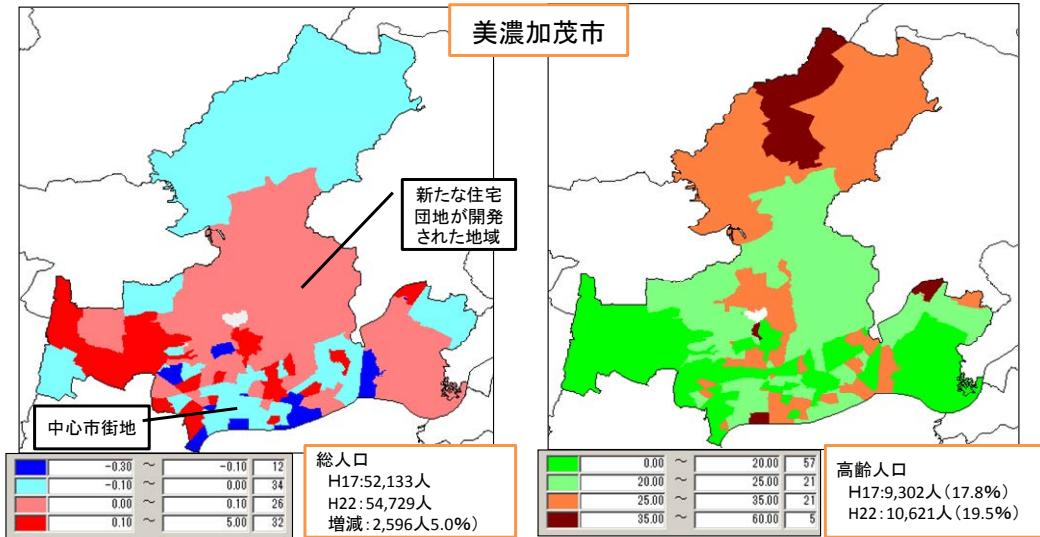 美濃加茂市
新たな住宅
団地が開発
された地域
中心市街地
-0.30 ~ -0.10 12
-0.10 ~ 0.00 34
0.00 ~ 0.10 26
0.10 ~ 5.00 32
総人口
H17:52,133人
H22:54,729人
増減:2,596人5.0%)
0.00 ~ 20.00 57
20.00 ~ 25.00 21
25.00 ~ 35.00 21
35.00 ~ 60.00 5
高齢人口
H17:9,302人(17.8%)
H22:10,621人(19.5%)